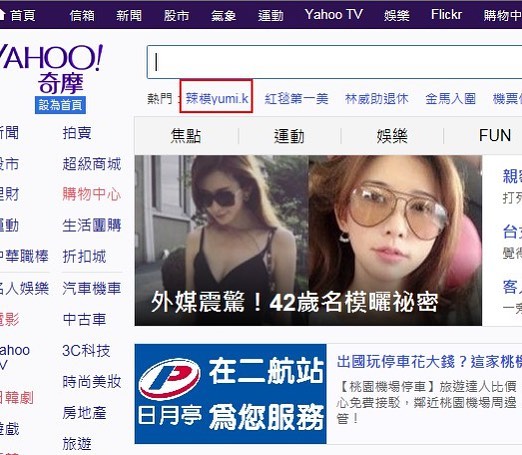 首頁 信箱 新聞 股市 氣象 運動 Yahoo TV 娛樂 Flickr 購物中
YAHOO!
奇摩
設為首頁
熱門： 辣模yumi.k 紅毯第一美 林威助退休 金馬入圍 機票
焦點 運動 娛樂 FUN
新聞 拍賣
股市 超級商城
理財 購物中心
運動 生活團購
中華職棒 折扣城
名人娛樂 汽車機車
電影 中古車
Yahoo TV 3C科技
日韓劇 時尚美妝
房地產
遊戲 旅遊
外媒震驚！42歲名模曬祕密
親密
打死
台
覺得
客人
一
P
日月亭
在二航站
為您服務
出國玩停車花大錢？這家桃機
【桃園機場停車】旅遊達人比價
心免費接駁，鄰近桃園機場周邊
管！